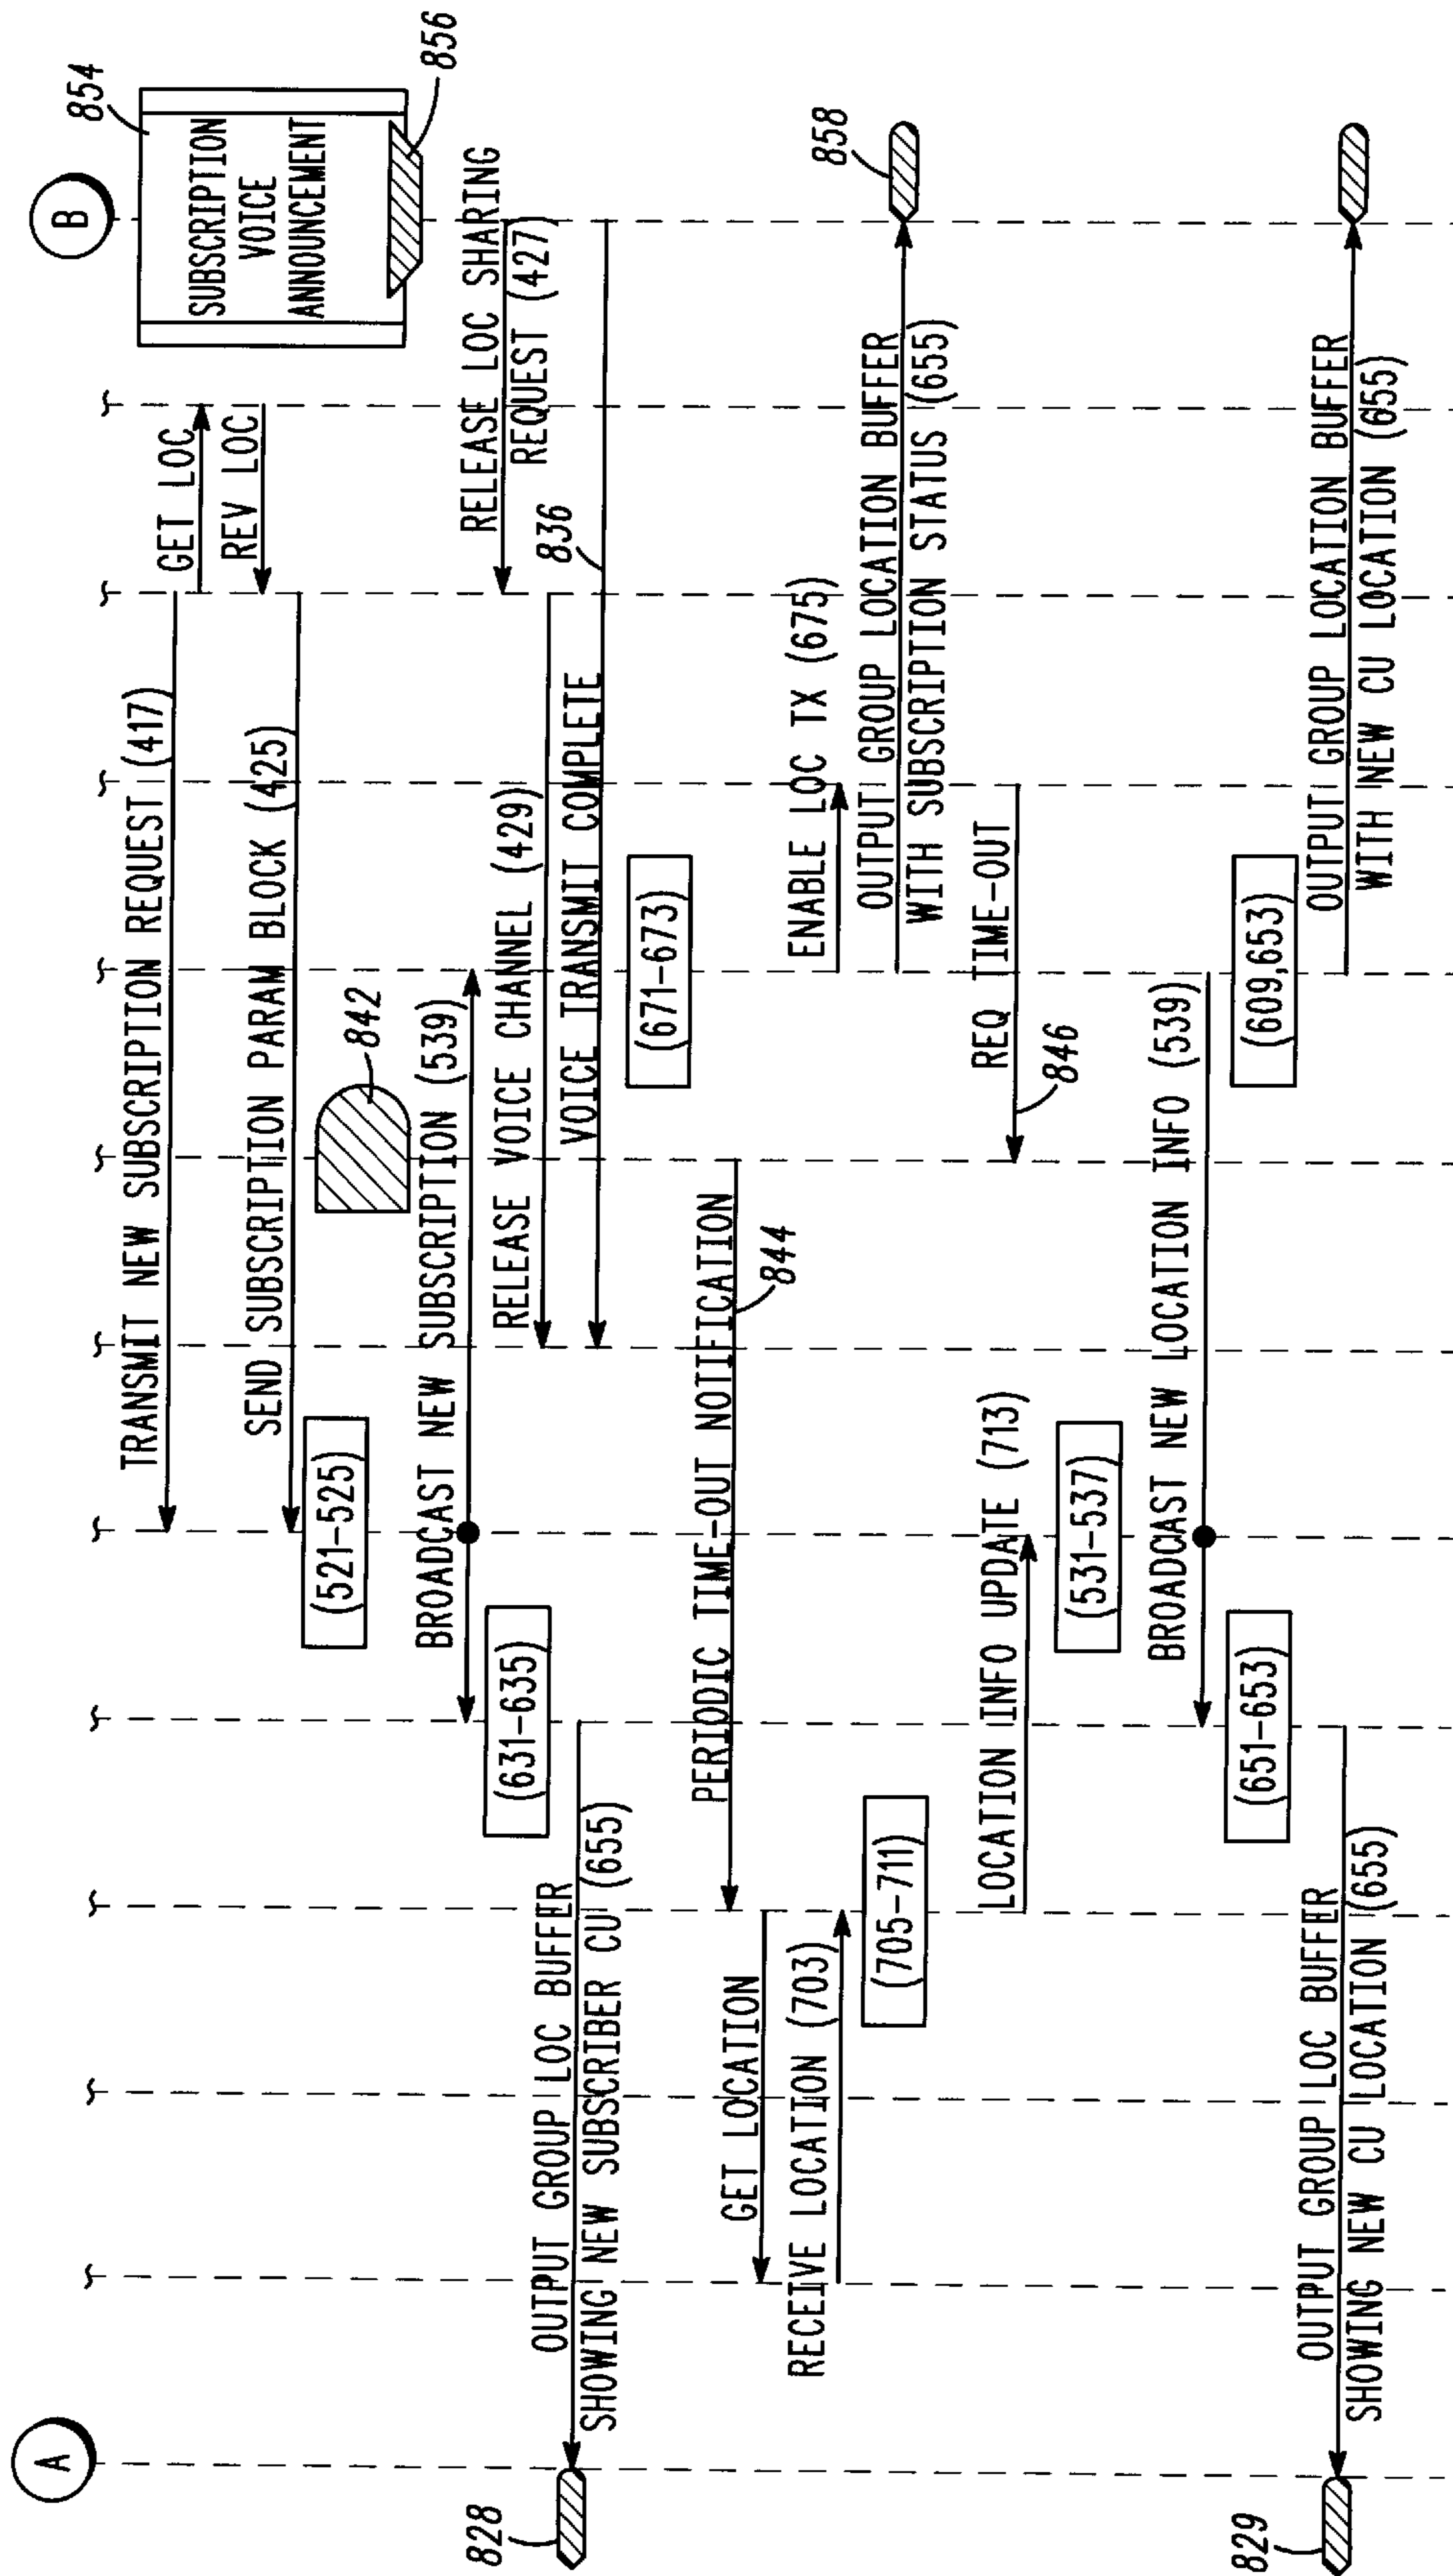 A
B
854
SUBSCRIPTION
VOICE
ANNOUNCEMENT
856
TRANSMIT NEW SUBSCRIPTION REQUEST (417)
GET LOC
REV LOC
SEND SUBSCRIPTION PARAM BLOCK (425)
(521-525)
842
BROADCAST NEW SUBSCRIPTION (539)
RELEASE LOC SHARING
REQUEST (427)
(631-635)
RELEASE VOICE CHANNEL (429)
836
VOICE TRANSMIT COMPLETE
OUTPUT GROUP LOC BUFFER
SHOWING NEW SUBSCRIBER CU (655)
828
(671-673)
PERIODIC TIME-OUT NOTIFICATION
844
GET LOCATION
RECEIVE LOCATION (703)
ENABLE LOC TX (675)
(705-711)
OUTPUT GROUP LOCATION BUFFER
WITH SUBSCRIPTION STATUS (655)
858
REQ TIME-OUT
846
LOCATION INFO UPDATE (713)
(531-537)
BROADCAST NEW LOCATION INFO (539)
(651-653)
(609,653)
OUTPUT GROUP LOC BUFFER
SHOWING NEW CU LOCATION (655)
829
OUTPUT GROUP LOCATION BUFFER
WITH NEW CU LOCATION (655)